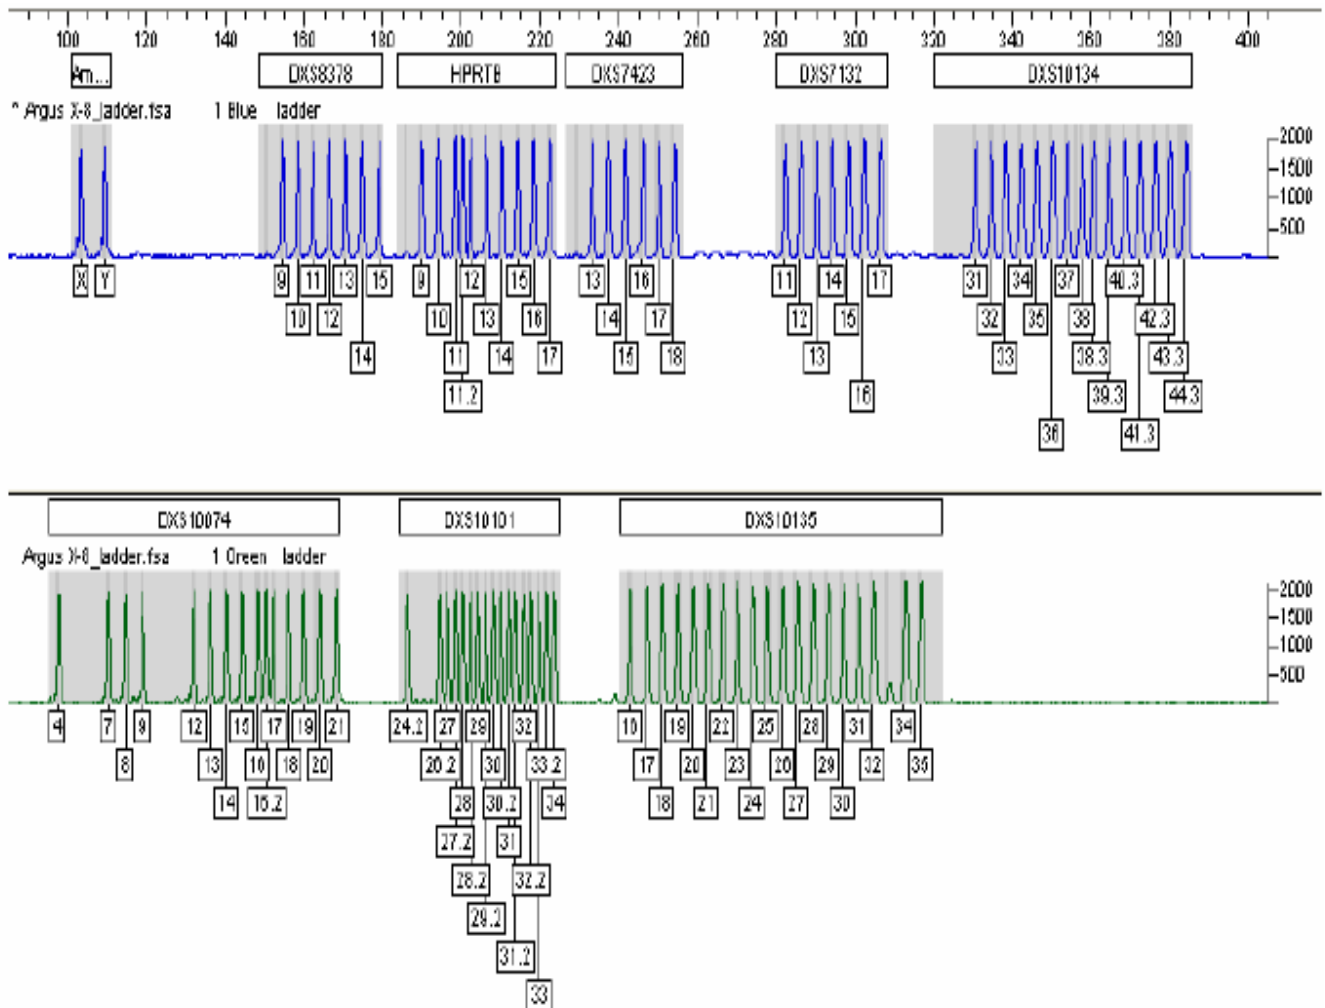 100 120 140 160 180 200 220 240 260 280 300 320 340 360 380 400
Am... DXS8378 HPRTB DXS7423 DXS7132 DXS10134
* Argus X-8_ladder.fsa 1 Blue ladder
2000
1500
1000
500
X Y 9 11 13 15 9 12 15 13 16 11 14 17 31 34 37 40.3
10 12 10 13 16 14 17 12 15 32 35 38 42.3
14 11 14 17 15 18 13 33 38.3 43.3
11.2 16 39.3 44.3
36 41.3
DXS10074 DXS10101 DXS10135
Argus X-8_ladder.fsa 1 Green ladder
2000
1500
1000
500
4 7 9 12 15 17 19 21 24.2 27 29 32 16 19 22 25 28 31 34
8 13 16 18 20 26.2 30 33.2 17 20 23 26 29 32 35
14 16.2 28 30.2 34 18 21 24 27 30
27.2 31
28.2 32.2
29.2
31.2
33